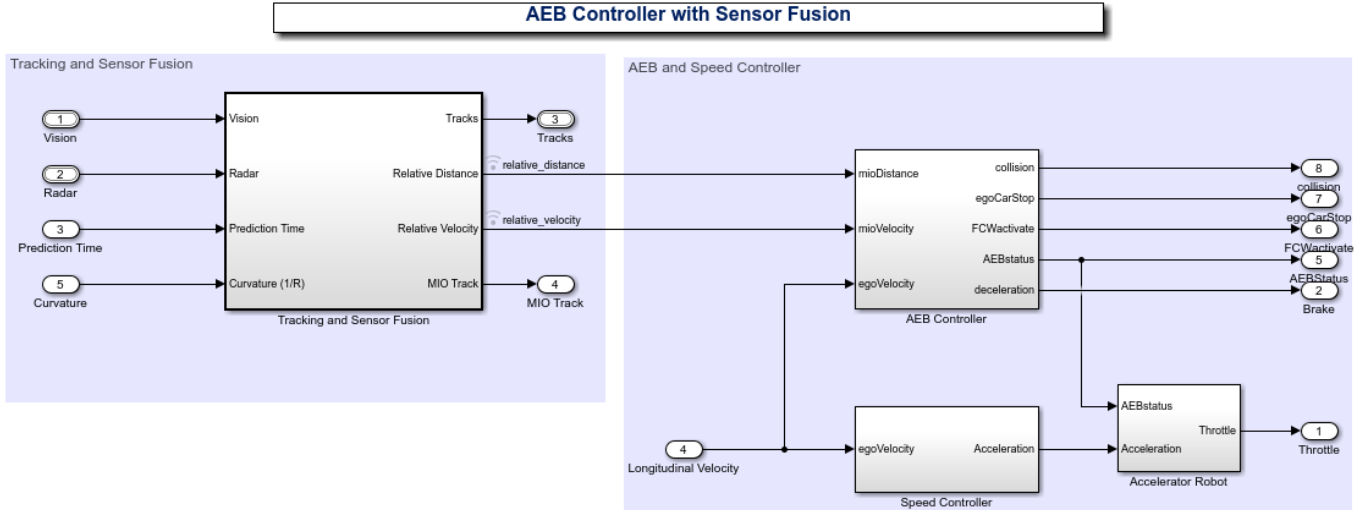 AEB Controller with Sensor Fusion
Tracking and Sensor Fusion
1
Vision
2
Radar
3
Prediction Time
5
Curvature
Vision
Radar
Prediction Time
Curvature (1/R)
Tracks
Relative Distance
Relative Velocity
MIO Track
Tracking and Sensor Fusion
3
Tracks
relative_distance
relative_velocity
4
MIO Track
AEB and Speed Controller
mioDistance
mioVelocity
egoVelocity
collision
egoCarStop
FCWactivate
AEBstatus
deceleration
AEB Controller
8
collision
7
egoCarStop
6
FCWactivate
5
AEBStatus
2
Brake
4
Longitudinal Velocity
egoVelocity
Acceleration
Speed Controller
AEBstatus
Acceleration
Throttle
Accelerator Robot
1
Throttle